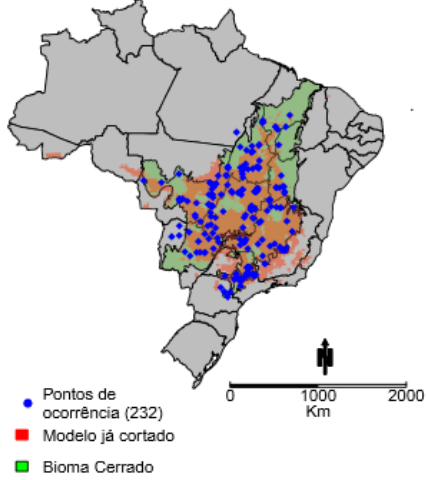 N
0 1000 2000
Km
Pontos de
ocorrência (232)
Modelo já cortado
Bioma Cerrado